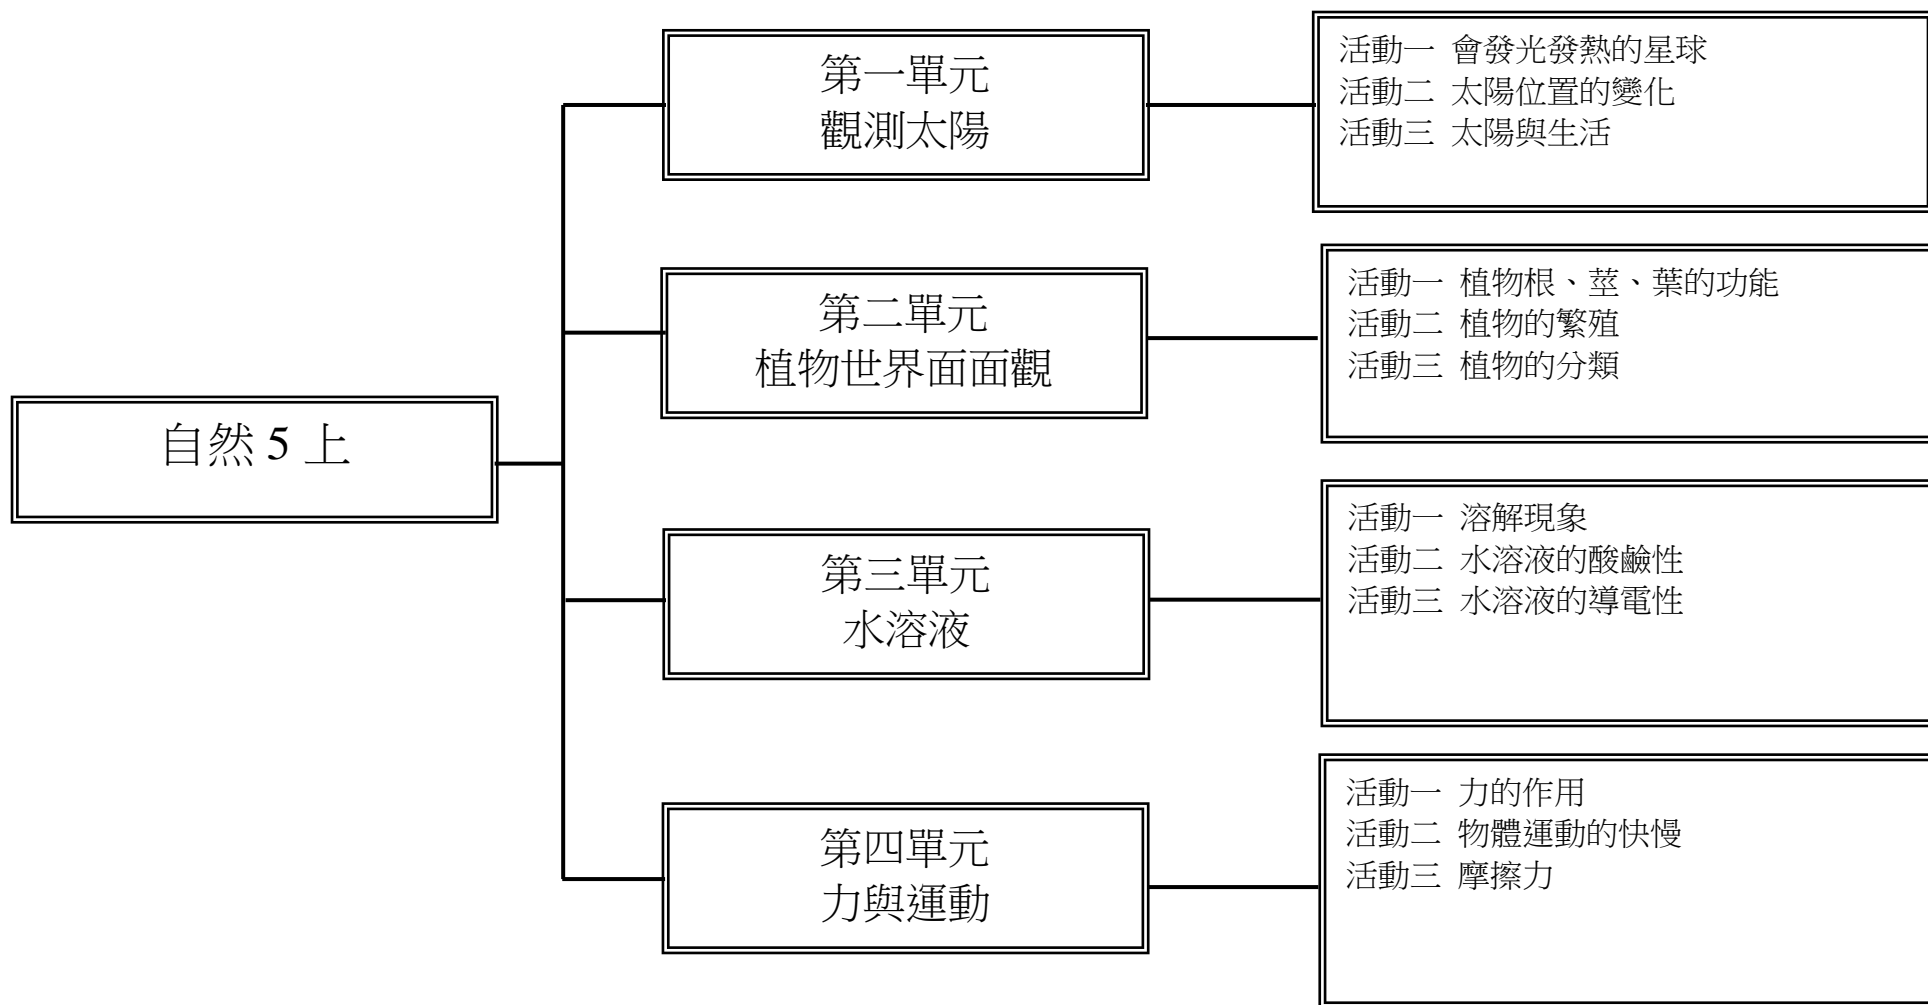 自然 5 上
第一單元
觀測太陽
活動一 會發光發熱的星球
活動二 太陽位置的變化
活動三 太陽與生活
第二單元
植物世界面面觀
活動一 植物根、莖、葉的功能
活動二 植物的繁殖
活動三 植物的分類
第三單元
水溶液
活動一 溶解現象
活動二 水溶液的酸鹼性
活動三 水溶液的導電性
第四單元
力與運動
活動一 力的作用
活動二 物體運動的快慢
活動三 摩擦力